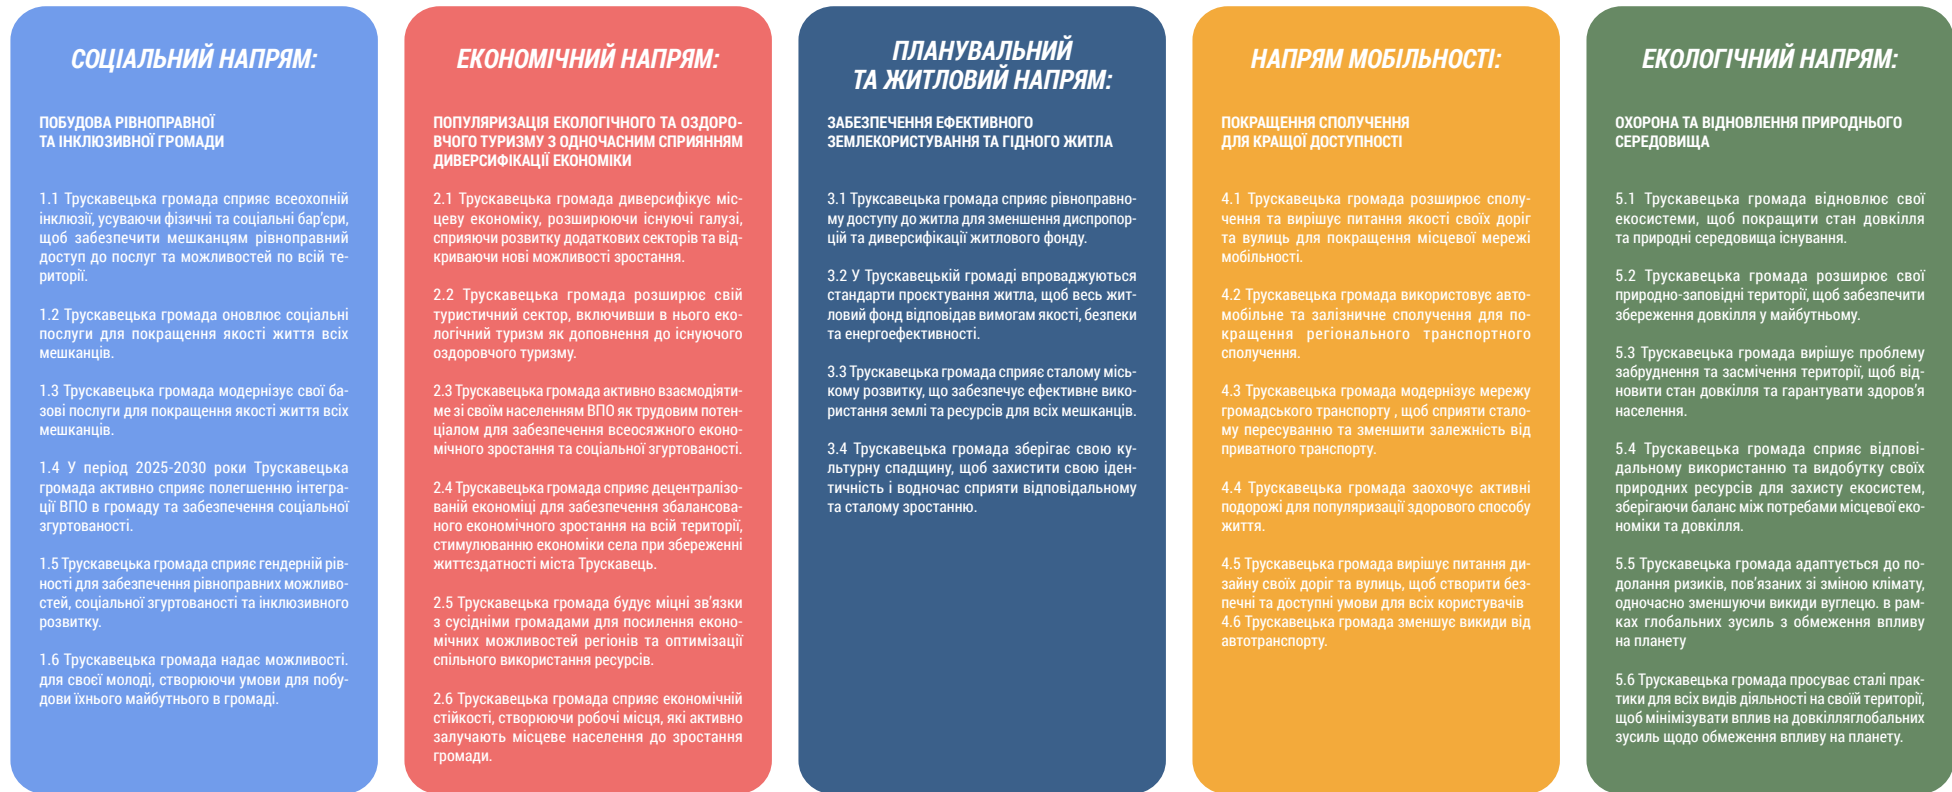 СОЦІАЛЬНИЙ НАПРЯМ:
ПОБУДОВА РІВНОПРАВНОЇ
ТА ІНКЛЮЗИВНОЇ ГРОМАДИ
1.1 Трускавецька громада сприяє всеохопній
інклюзії, усуваючи фізичні та соціальні бар’єри,
щоб забезпечити мешканцям рівноправний
доступ до послуг та можливостей по всій те-
риторії.
1.2 Трускавецька громада оновлює соціальні
послуги для покращення якості життя всіх
мешканців.
1.3 Трускавецька громада модернізує свої ба-
зові послуги для покращення якості життя всіх
мешканців.
1.4 У період 2025-2030 роки Трускавецька
громада активно сприяє полегшенню інтегра-
ції ВПО в громаду та забезпечення соціальної
згуртованості.
1.5 Трускавецька громада сприяє гендерній рів-
ності для забезпечення рівноправних можливо-
стей, соціальної згуртованості та інклюзивного
розвитку.
1.6 Трускавецька громада надає можливості.
для своєї молоді, створюючи умови для побу-
дови їхнього майбутнього в громаді.
ЕКОНОМІЧНИЙ НАПРЯМ:
ПОПУЛЯРИЗАЦІЯ ЕКОЛОГІЧНОГО ТА ОЗДОРО-
ВЧОГО ТУРИЗМУ З ОДНОЧАСНИМ СПРИЯННЯМ
ДИВЕРСИФІКАЦІЇ ЕКОНОМІКИ
2.1 Трускавецька громада диверсифікує міс-
цеву економіку, розширюючи існуючі галузі,
сприяючи розвитку додаткових секторів та від-
криваючи нові можливості зростання.
2.2 Трускавецька громада розширює свій
туристичний сектор, включивши в нього еко-
логічний туризм як доповнення до існуючого
оздоровчого туризму.
2.3 Трускавецька громада активно взаємодіяти-
ме зі своїм населенням ВПО як трудовим потен-
ціалом для забезпечення всеосяжного еконо-
мічного зростання та соціальної згуртованості.
2.4 Трускавецька громада сприяє децентралізо-
ваній економіці для забезпечення збалансова-
ного економічного зростання на всій території,
стимулюванню економіки села при збереженні
життєздатності міста Трускавець.
2.5 Трускавецька громада будує міцні зв’язки
з сусідніми громадами для посилення еконо-
мічних можливостей регіонів та оптимізації
спільного використання ресурсів.
2.6 Трускавецька громада сприяє економічній
стійкості, створюючи робочі місця, які активно
залучають місцеве населення до зростання
громади.
ПЛАНУВАЛЬНИЙ
ТА ЖИТЛОВИЙ НАПРЯМ:
ЗАБЕЗПЕЧЕННЯ ЕФЕКТИВНОГО
ЗЕМЛЕКОРИСТУВАННЯ ТА ГІДНОГО ЖИТЛА
3.1 Труксавецька громада сприяє рівноправно-
му доступу до житла для зменшення диспропор-
цій та диверсифікації житлового фонду.
3.2 У Трускавецькій громаді впроваджуються
стандарти проєктування житла, щоб весь жит-
ловий фонд відповідав вимогам якості, безпеки
та енергоефективності.
3.3 Трускавецька громада сприяє сталому місь-
кому розвитку, що забезпечує ефективне вико-
ристання землі та ресурсів для всіх мешканців.
3.4 Трускавецька громада зберігає свою ку-
льтурну спадщину, щоб захистити свою іден-
тичність і водночас сприяти відповідальному
та сталому зростанню.
НАПРЯМ МОБІЛЬНОСТІ:
ПОКРАЩЕННЯ СПОЛУЧЕННЯ
ДЛЯ КРАЩОЇ ДОСТУПНОСТІ
4.1 Трускавецька громада розширює сполу-
чення та вирішує питання якості своїх доріг
та вулиць для покращення місцевої мережі
мобільності.
4.2 Трускавецька громада використовує авто-
мобільне та залізничне сполучення для по-
кращення регіонального транспортного
сполучення.
4.3 Трускавецька громада модернізує мережу
громадського транспорту , щоб сприяти стало-
му пересуванню та зменшити залежність від
приватного транспорту.
4.4 Трускавецька громада заохочує активні
подорожі для популяризації здорового способу
життя.
4.5 Трускавецька громада вирішує питання ди-
зайну своїх доріг та вулиць, щоб створити без-
печні та доступні умови для всіх користувачів
4.6 Трускавецька громада зменшує викиди від
автотранспорту.
ЕКОЛОГІЧНИЙ НАПРЯМ:
ОХОРОНА ТА ВІДНОВЛЕННЯ ПРИРОДНЬОГО
СЕРЕДОВИЩА
5.1 Трускавецька громада відновлює свої
екосистеми, щоб покращити стан довкілля
та природні середовища існування.
5.2 Трускавецька громада розширює свої
природно-заповідні території, щоб забезпечити
збереження довкілля у майбутньому.
5.3 Трускавецька громада вирішує проблему
забруднення та засмічення території, щоб від-
новити стан довкілля та гарантувати здоров’я
населення.
5.4 Трускавецька громада сприяє відпові-
дальному використанню та видобутку своїх
природних ресурсів для захисту екосистем,
зберігаючи баланс між потребами місцевої еко-
номіки та довкілля.
5.5 Трускавецька громада адаптується до по-
долання ризиків, пов’язаних зі зміною клімату,
одночасно зменшуючи викиди вуглецю. в рам-
ках глобальних зусиль з обмеження впливу
на планету
5.6 Трускавецька громада просуває сталі прак-
тики для всіх видів діяльності на своїй території,
щоб мінімізувати вплив на довкілляглобальних
зусиль щодо обмеження впливу на планету.